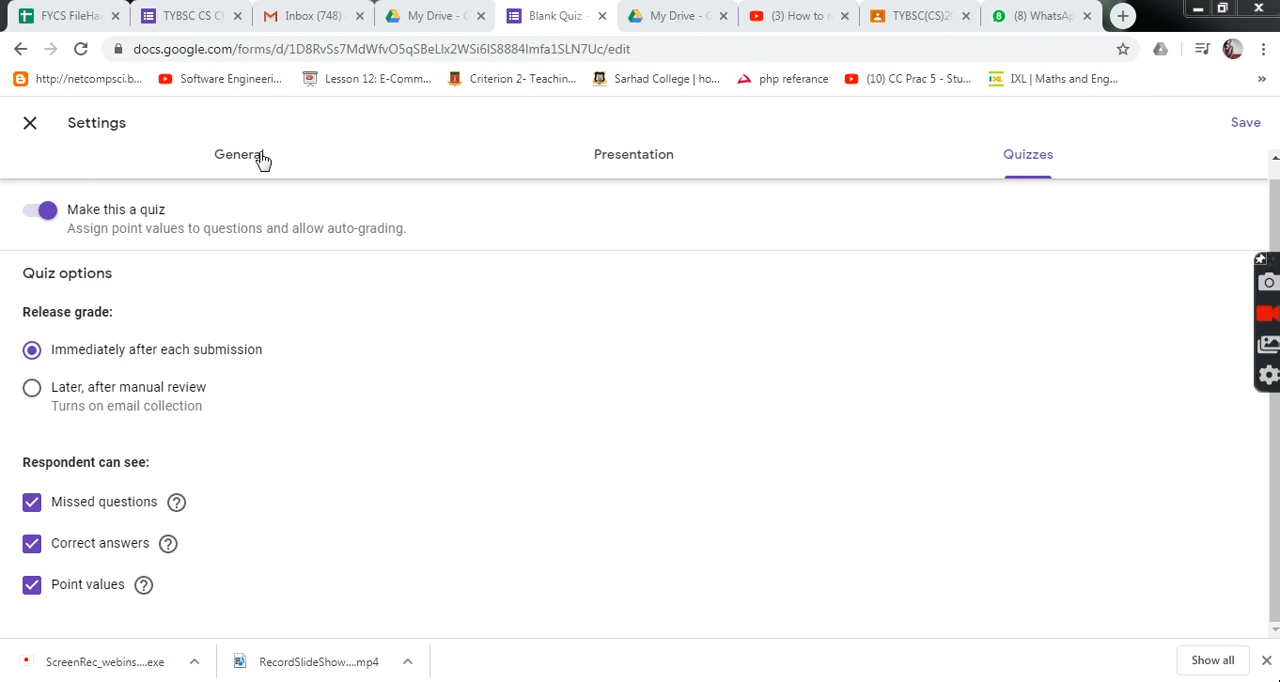 FYCS FileHa
TYBSC CS C
Inbox (748)
My Drive -
Blank Quiz -
My Drive -
(3) How to
TYBSC(CS)2
(8) WhatsAp
docs.google.com/forms/d/1D8RvSs7MdWfvO5qSBeLlx2WSi6IS8884Imfa1SLN7Uc/edit
http://netcompsci.b...
Software Engineeri...
Lesson 12: E-Comm...
Criterion 2- Teachin...
Sarhad College | ho...
php referance
(10) CC Prac 5 - Stu...
IXL | Maths and Eng...
»
Settings
Save
General
Presentation
Quizzes
Make this a quiz
Assign point values to questions and allow auto-grading.
Quiz options
Release grade:
Immediately after each submission
Later, after manual review
Turns on email collection
Respondent can see:
Missed questions
Correct answers
Point values
ScreenRec_webins....exe
RecordSlideShow....mp4
Show all